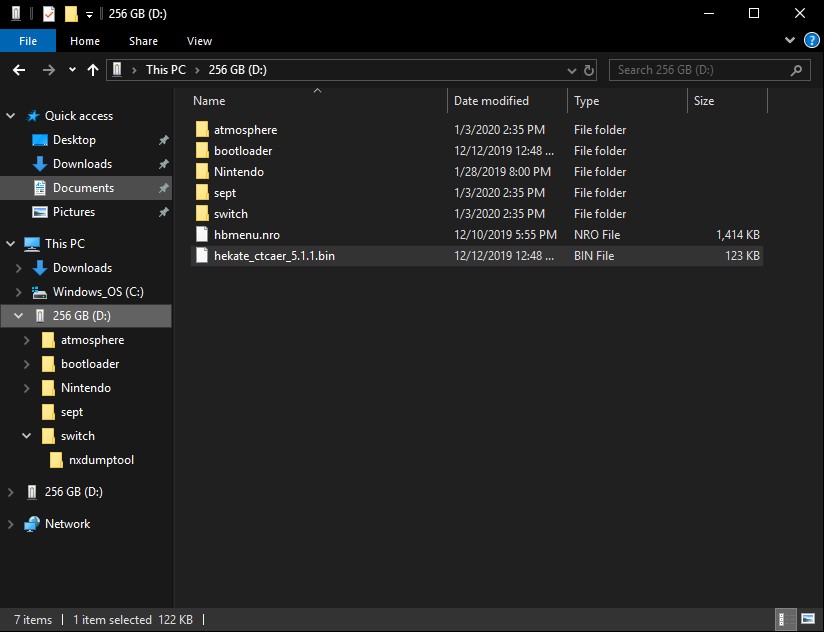 256 GB (D:)
File Home Share View
This PC 256 GB (D:) Search 256 GB (D:)
Name Date modified Type Size
Quick access
Desktop
Downloads
Documents
Pictures
This PC
Downloads
Windows_OS (C:)
256 GB (D:)
atmosphere
bootloader
Nintendo
sept
switch
nxdumptool
256 GB (D:)
Network
atmosphere 1/3/2020 2:35 PM File folder
bootloader 12/12/2019 12:48 ... File folder
Nintendo 1/28/2019 8:00 PM File folder
sept 1/3/2020 2:35 PM File folder
switch 1/3/2020 2:35 PM File folder
hbmenu.nro 12/10/2019 5:55 PM NRO File 1,414 KB
hekate_ctcaer_5.1.1.bin 12/12/2019 12:48 ... BIN File 123 KB
7 items 1 item selected 122 KB